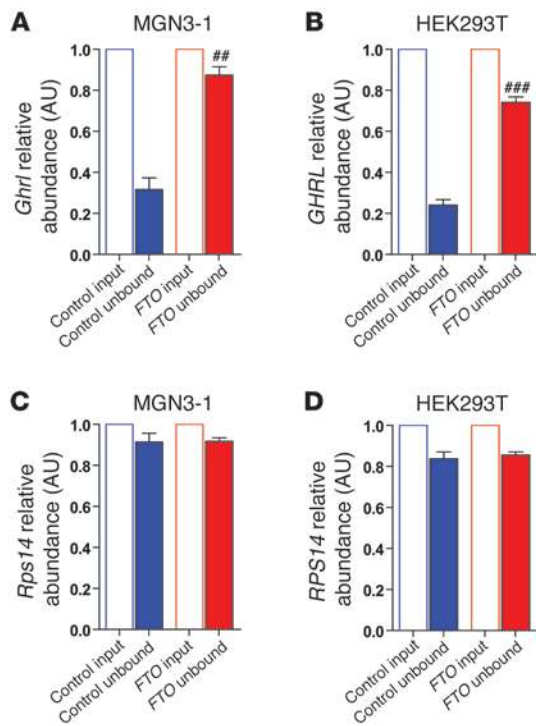 A
MGN3-1
Ghrl relative
abundance (AU)
1.0
0.8
0.6
0.4
0.2
0.0
##
Control input
Control unbound
FTO input
FTO unbound
B
HEK293T
GHRL relative
abundance (AU)
1.0
0.8
0.6
0.4
0.2
0.0
###
Control input
Control unbound
FTO input
FTO unbound
C
MGN3-1
Rps14 relative
abundance (AU)
1.0
0.8
0.6
0.4
0.2
0.0
Control input
Control unbound
FTO input
FTO unbound
D
HEK293T
RPS14 relative
abundance (AU)
1.0
0.8
0.6
0.4
0.2
0.0
Control input
Control unbound
FTO input
FTO unbound